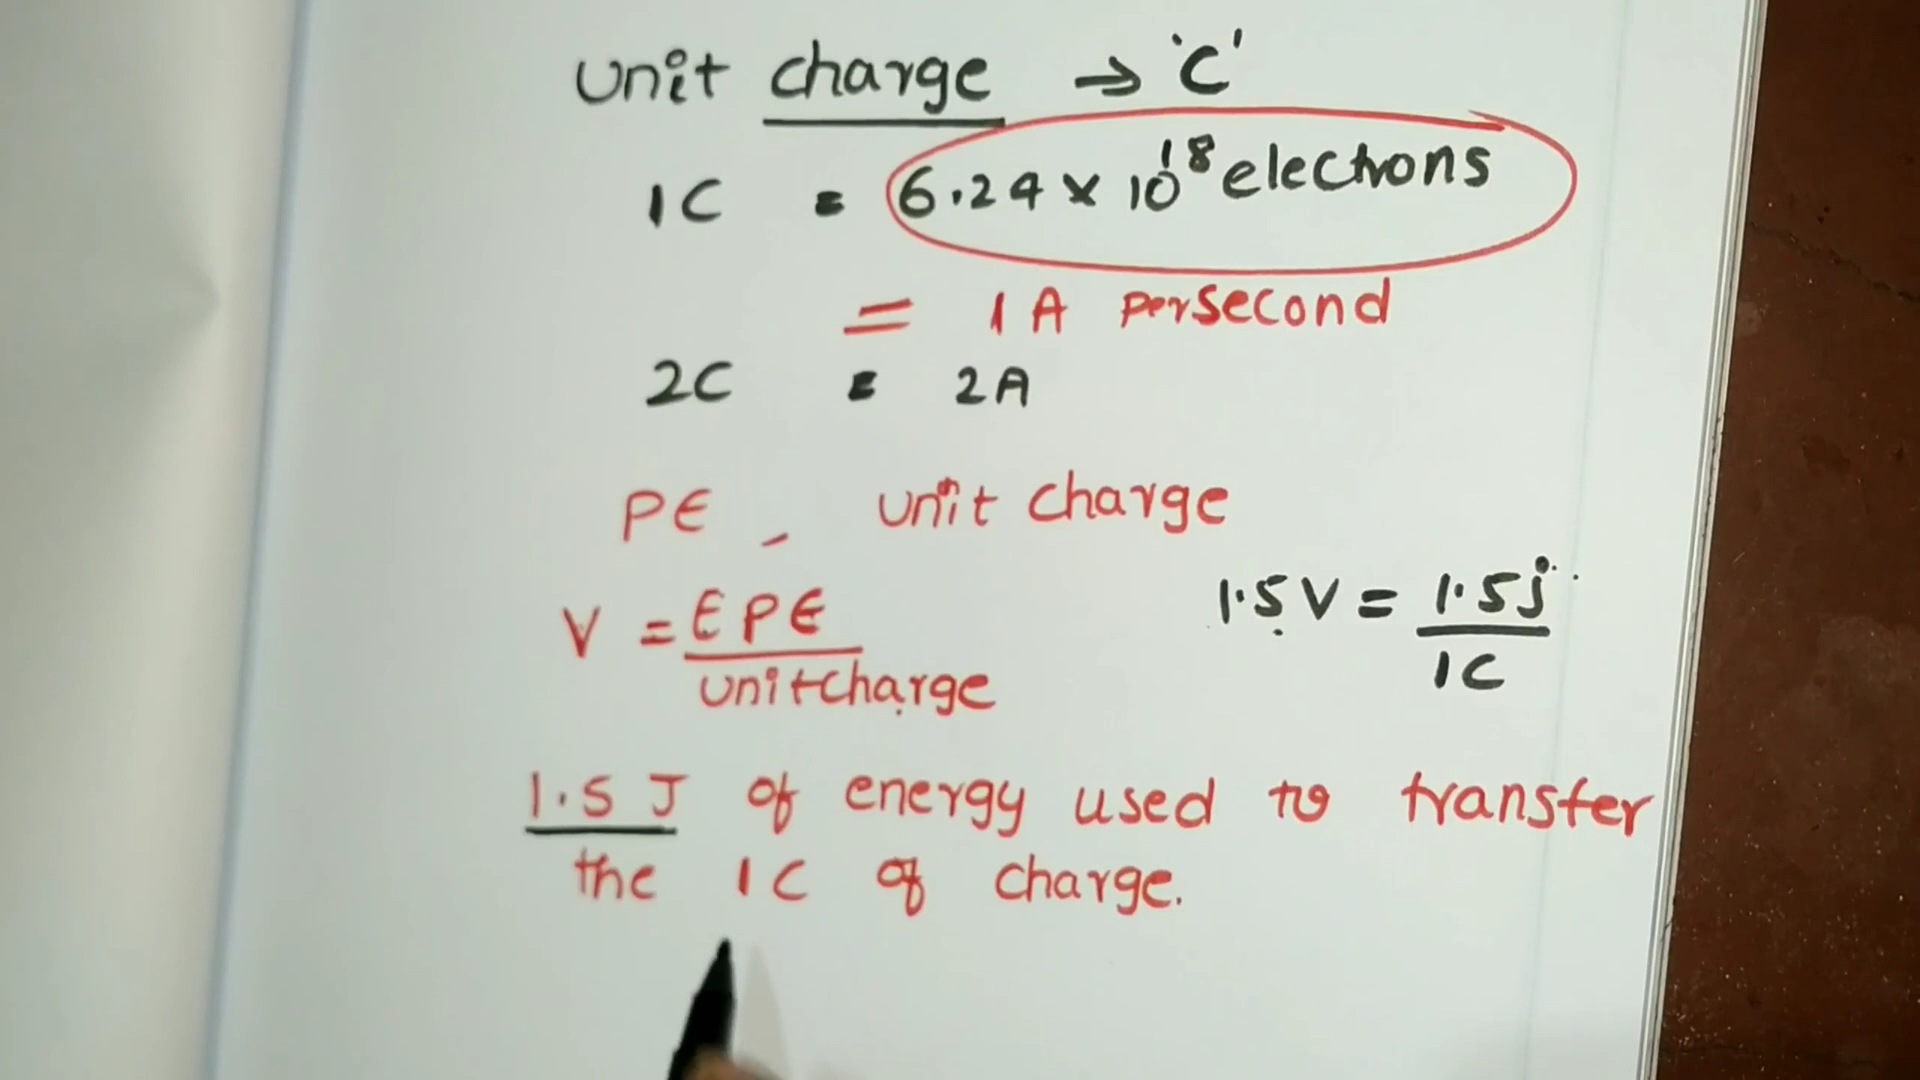 Unit charge → 'C'
1C = 6.24 × 10¹⁸ electrons
= 1A persecond
2C = 2A
PE - unit charge
V = EPE / unitcharge
1.5V = 1.5j / 1C
1.5 J of energy used to transfer
the 1C of charge.